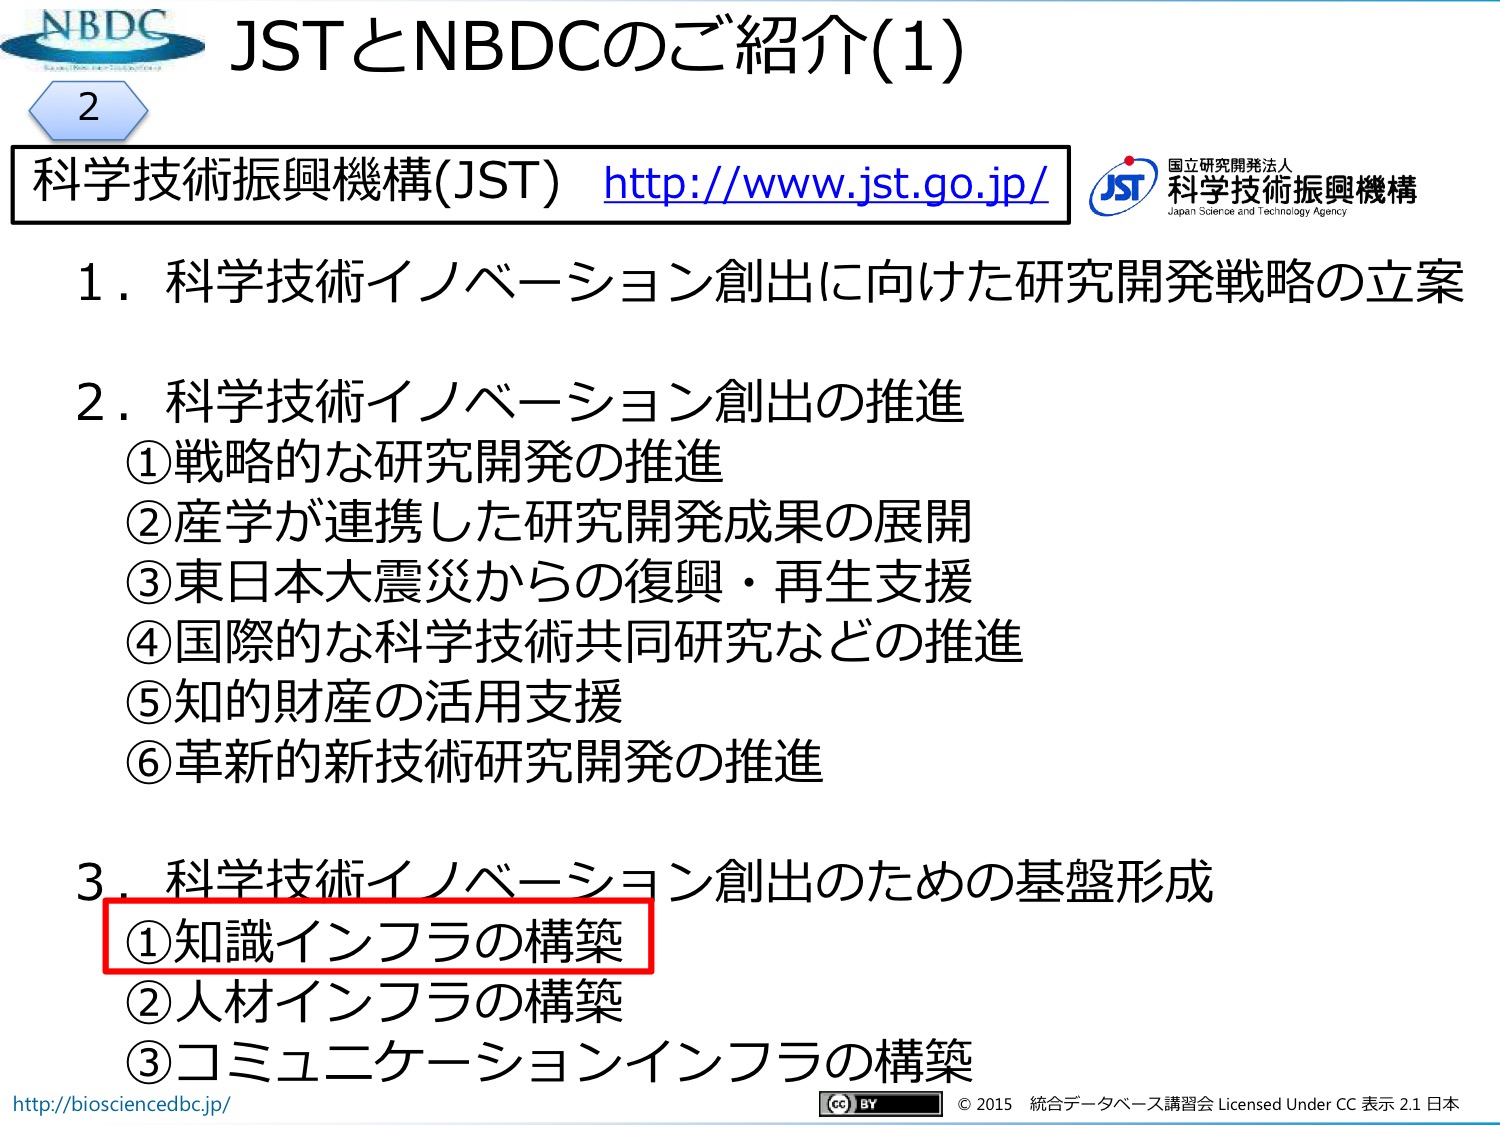 NBDC
JSTとNBDCのご紹介(1)
2
科学技術振興機構(JST) http://www.jst.go.jp/
JST
国立研究開発法人
科学技術振興機構
Japan Science and Technology Agency
1．科学技術イノベーション創出に向けた研究開発戦略の立案
2．科学技術イノベーション創出の推進
①戦略的な研究開発の推進
②産学が連携した研究開発成果の展開
③東日本大震災からの復興・再生支援
④国際的な科学技術共同研究などの推進
⑤知的財産の活用支援
⑥革新的新技術研究開発の推進
3．科学技術イノベーション創出のための基盤形成
①知識インフラの構築
②人材インフラの構築
③コミュニケーションインフラの構築
http://biosciencedbc.jp/
cc BY
© 2015 統合データベース講習会 Licensed Under CC 表示 2.1 日本